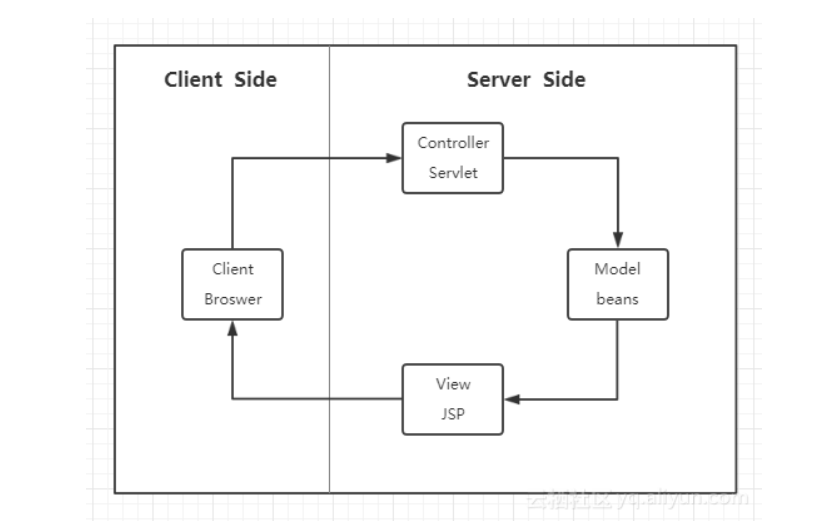 Client Side
Server Side
Controller
Servlet
Client
Broswer
Model
beans
View
JSP
云栖社区 yq.aliyun.com